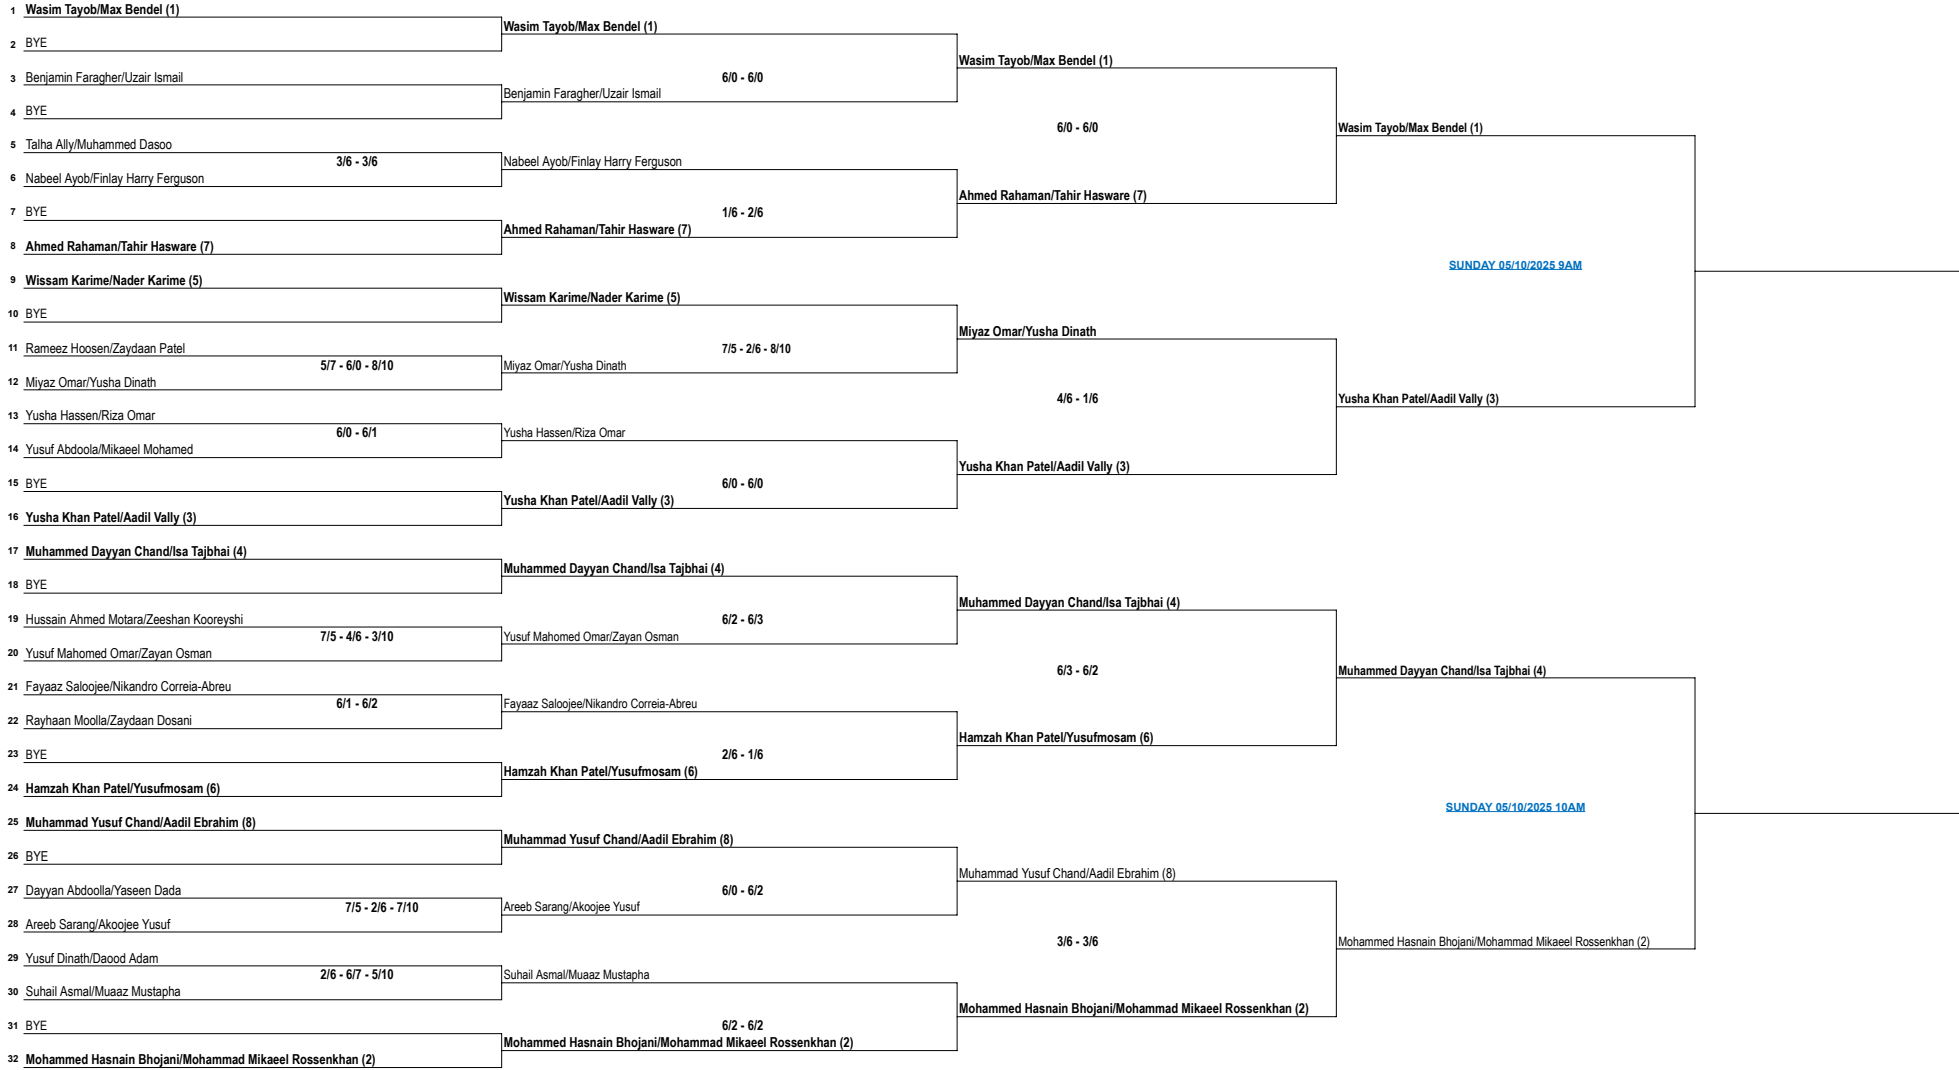 1 Wasim Tayob/Max Bendel (1)
Wasim Tayob/Max Bendel (1)
2 BYE
Wasim Tayob/Max Bendel (1)
3 Benjamin Faragher/Uzair Ismail
6/0 - 6/0
Benjamin Faragher/Uzair Ismail
4 BYE
6/0 - 6/0
Wasim Tayob/Max Bendel (1)
5 Talha Ally/Muhammed Dasoo
3/6 - 3/6
Nabeel Ayob/Finlay Harry Ferguson
6 Nabeel Ayob/Finlay Harry Ferguson
Ahmed Rahaman/Tahir Hasware (7)
7 BYE
1/6 - 2/6
Ahmed Rahaman/Tahir Hasware (7)
8 Ahmed Rahaman/Tahir Hasware (7)
SUNDAY 05/10/2025 9AM
9 Wissam Karime/Nader Karime (5)
Wissam Karime/Nader Karime (5)
10 BYE
Miyaz Omar/Yusha Dinath
11 Rameez Hoosen/Zaydaan Patel
7/5 - 2/6 - 8/10
5/7 - 6/0 - 8/10
Miyaz Omar/Yusha Dinath
12 Miyaz Omar/Yusha Dinath
4/6 - 1/6
Yusha Khan Patel/Aadil Vally (3)
13 Yusha Hassen/Riza Omar
6/0 - 6/1
Yusha Hassen/Riza Omar
14 Yusuf Abdoola/Mikaeel Mohamed
Yusha Khan Patel/Aadil Vally (3)
15 BYE
6/0 - 6/0
Yusha Khan Patel/Aadil Vally (3)
16 Yusha Khan Patel/Aadil Vally (3)
17 Muhammed Dayyan Chand/Isa Tajbhai (4)
Muhammed Dayyan Chand/Isa Tajbhai (4)
18 BYE
Muhammed Dayyan Chand/Isa Tajbhai (4)
19 Hussain Ahmed Motara/Zeeshan Kooreyshi
6/2 - 6/3
7/5 - 4/6 - 3/10
Yusuf Mahomed Omar/Zayan Osman
20 Yusuf Mahomed Omar/Zayan Osman
6/3 - 6/2
Muhammed Dayyan Chand/Isa Tajbhai (4)
21 Fayaaz Saloojee/Nikandro Correia-Abreu
6/1 - 6/2
Fayaaz Saloojee/Nikandro Correia-Abreu
22 Rayhaan Moolla/Zaydaan Dosani
Hamzah Khan Patel/Yusufmosam (6)
23 BYE
2/6 - 1/6
Hamzah Khan Patel/Yusufmosam (6)
24 Hamzah Khan Patel/Yusufmosam (6)
SUNDAY 05/10/2025 10AM
25 Muhammad Yusuf Chand/Aadil Ebrahim (8)
Muhammad Yusuf Chand/Aadil Ebrahim (8)
26 BYE
Muhammad Yusuf Chand/Aadil Ebrahim (8)
27 Dayyan Abdoolla/Yaseen Dada
6/0 - 6/2
7/5 - 2/6 - 7/10
Areeb Sarang/Akoojee Yusuf
28 Areeb Sarang/Akoojee Yusuf
3/6 - 3/6
Mohammed Hasnain Bhojani/Mohammad Mikaeel Rossenkhan (2)
29 Yusuf Dinath/Daood Adam
2/6 - 6/7 - 5/10
Suhail Asmal/Muaaz Mustapha
30 Suhail Asmal/Muaaz Mustapha
Mohammed Hasnain Bhojani/Mohammad Mikaeel Rossenkhan (2)
31 BYE
6/2 - 6/2
Mohammed Hasnain Bhojani/Mohammad Mikaeel Rossenkhan (2)
32 Mohammed Hasnain Bhojani/Mohammad Mikaeel Rossenkhan (2)